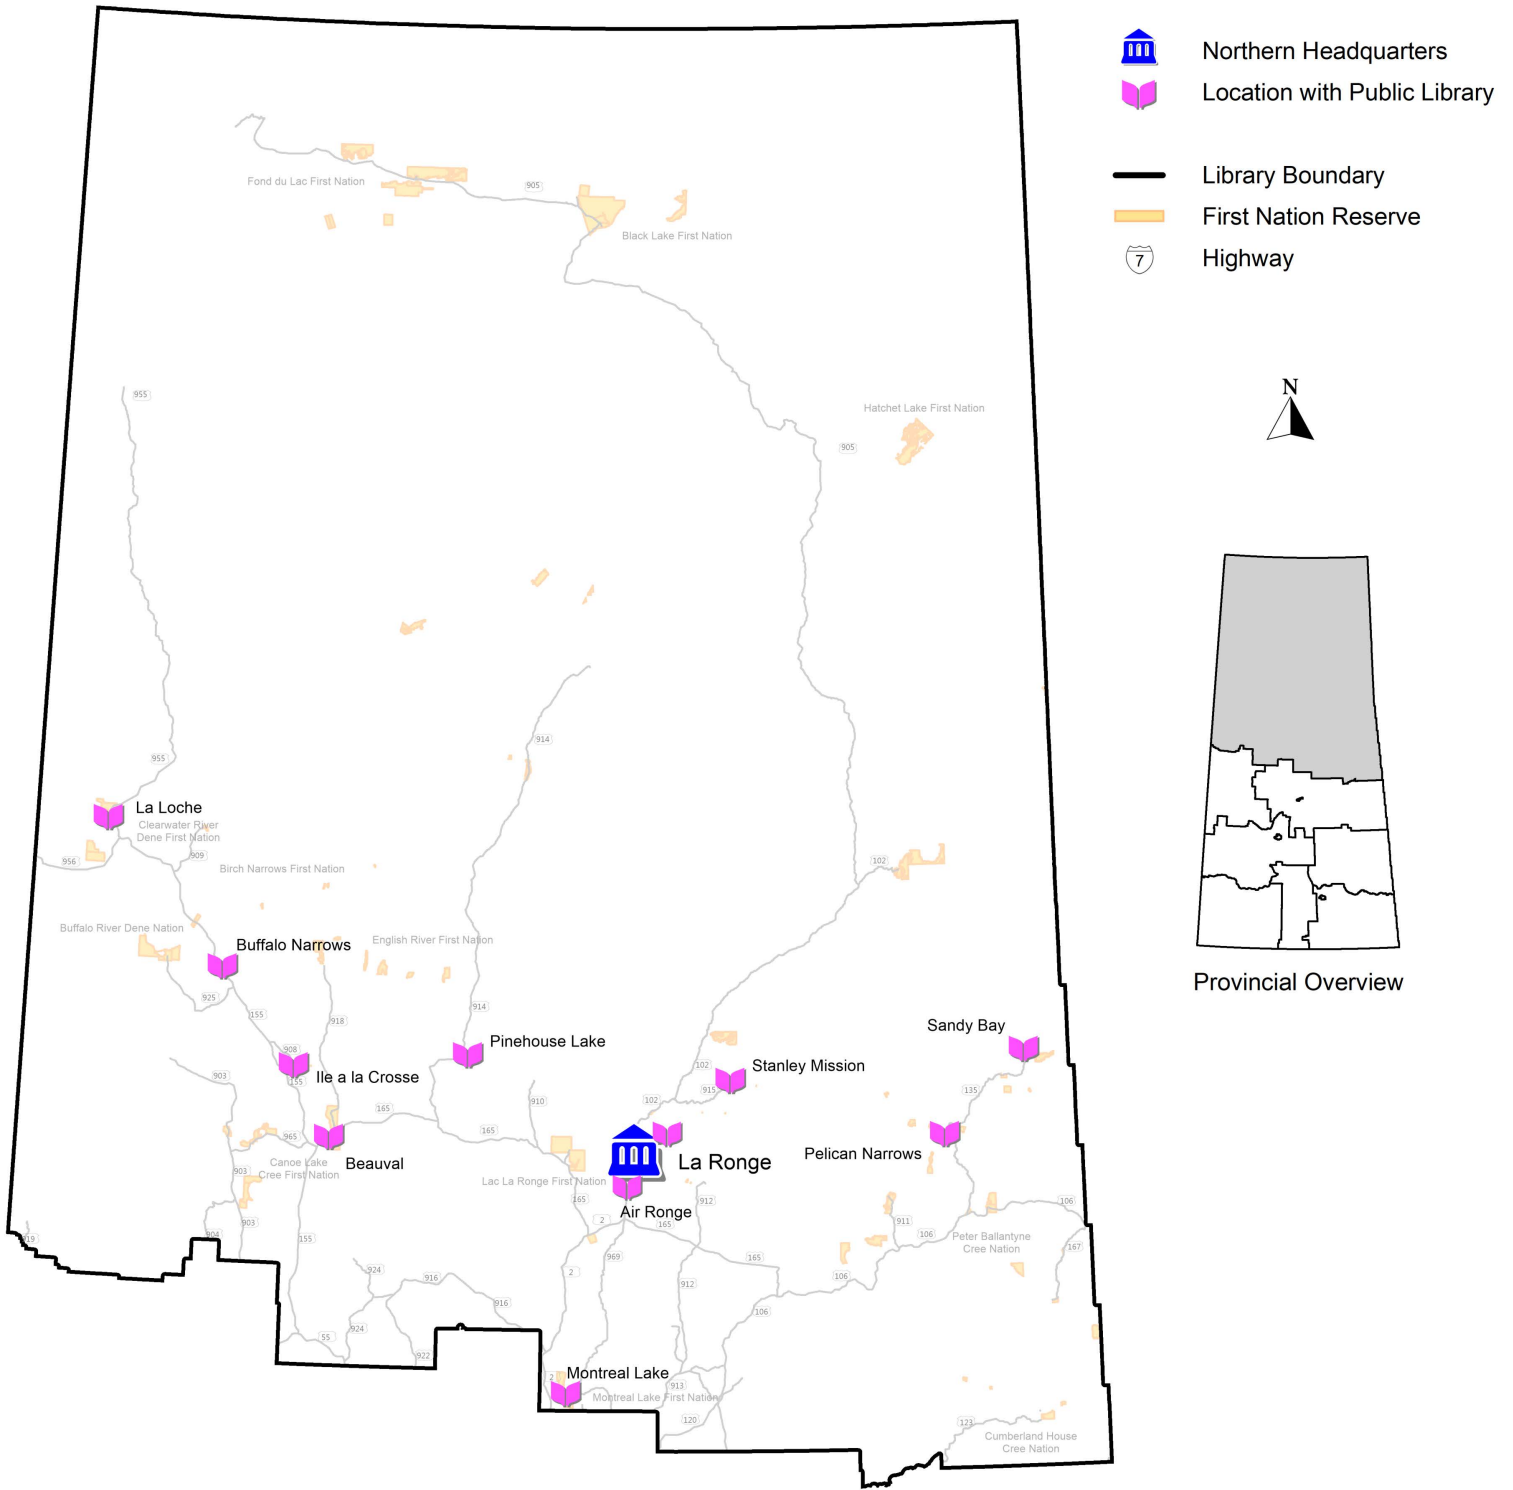 Northern Headquarters
Location with Public Library
Library Boundary
First Nation Reserve
7
Highway
N
Provincial Overview
Fond du Lac First Nation
905
Black Lake First Nation
955
Hatchet Lake First Nation
905
914
955
La Loche
Clearwater River
Dene First Nation
909
956
102
Birch Narrows First Nation
Buffalo River Dene Nation
English River First Nation
Buffalo Narrows
925
914
155
918
Sandy Bay
Pinehouse Lake
908
Stanley Mission
102
Ile a la Crosse
903
155
915
135
910
102
165
165
965
Pelican Narrows
Beauval
La Ronge
Canoe Lake
Cree First Nation
903
Lac La Ronge First Nation
165
912
106
Air Ronge
903
2
165
911
904
106
155
Peter Ballantyne
Cree Nation
919
167
969
165
924
2
916
106
912
916
106
924
55
922
Montreal Lake
2
913
Montreal Lake First Nation
120
123
Cumberland House
Cree Nation